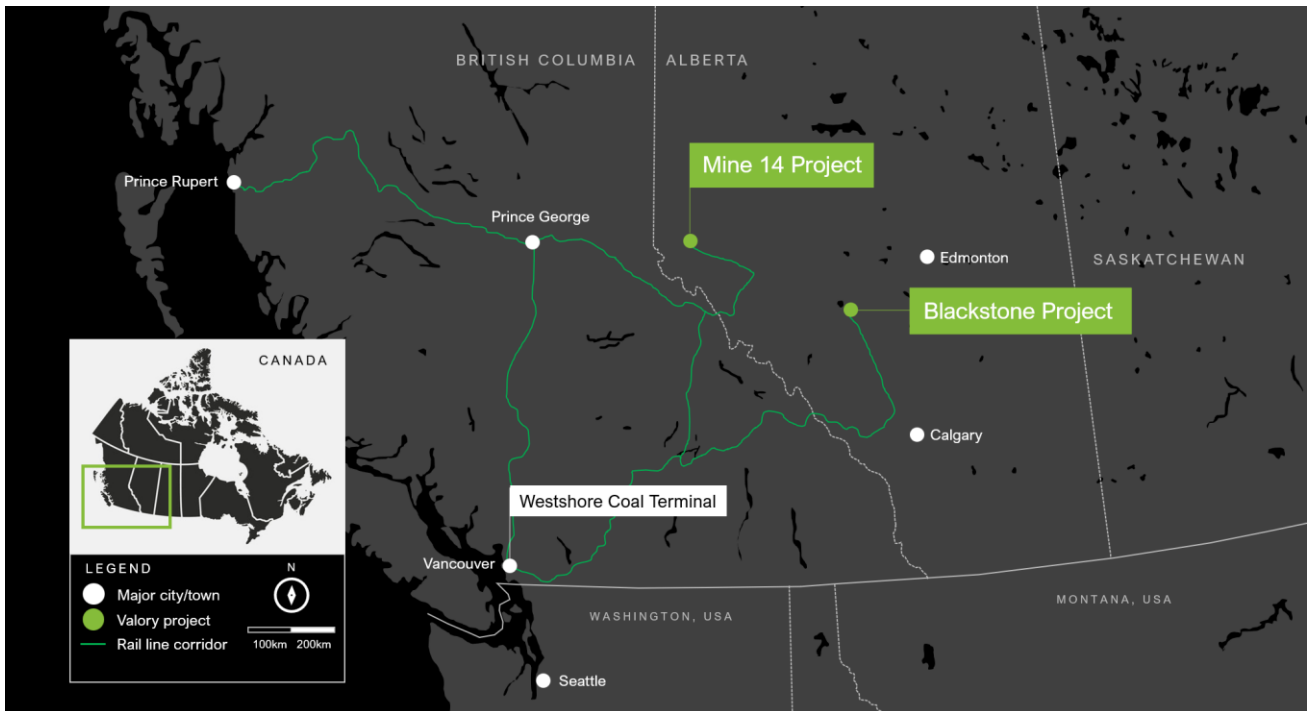 BRITISH COLUMBIA
ALBERTA
Mine 14 Project
Prince Rupert
Prince George
Edmonton
SASKATCHEWAN
Blackstone Project
CANADA
Calgary
Westshore Coal Terminal
Vancouver
LEGEND
N
Major city/town
Valory project
Rail line corridor
100km 200km
WASHINGTON, USA
MONTANA, USA
Seattle